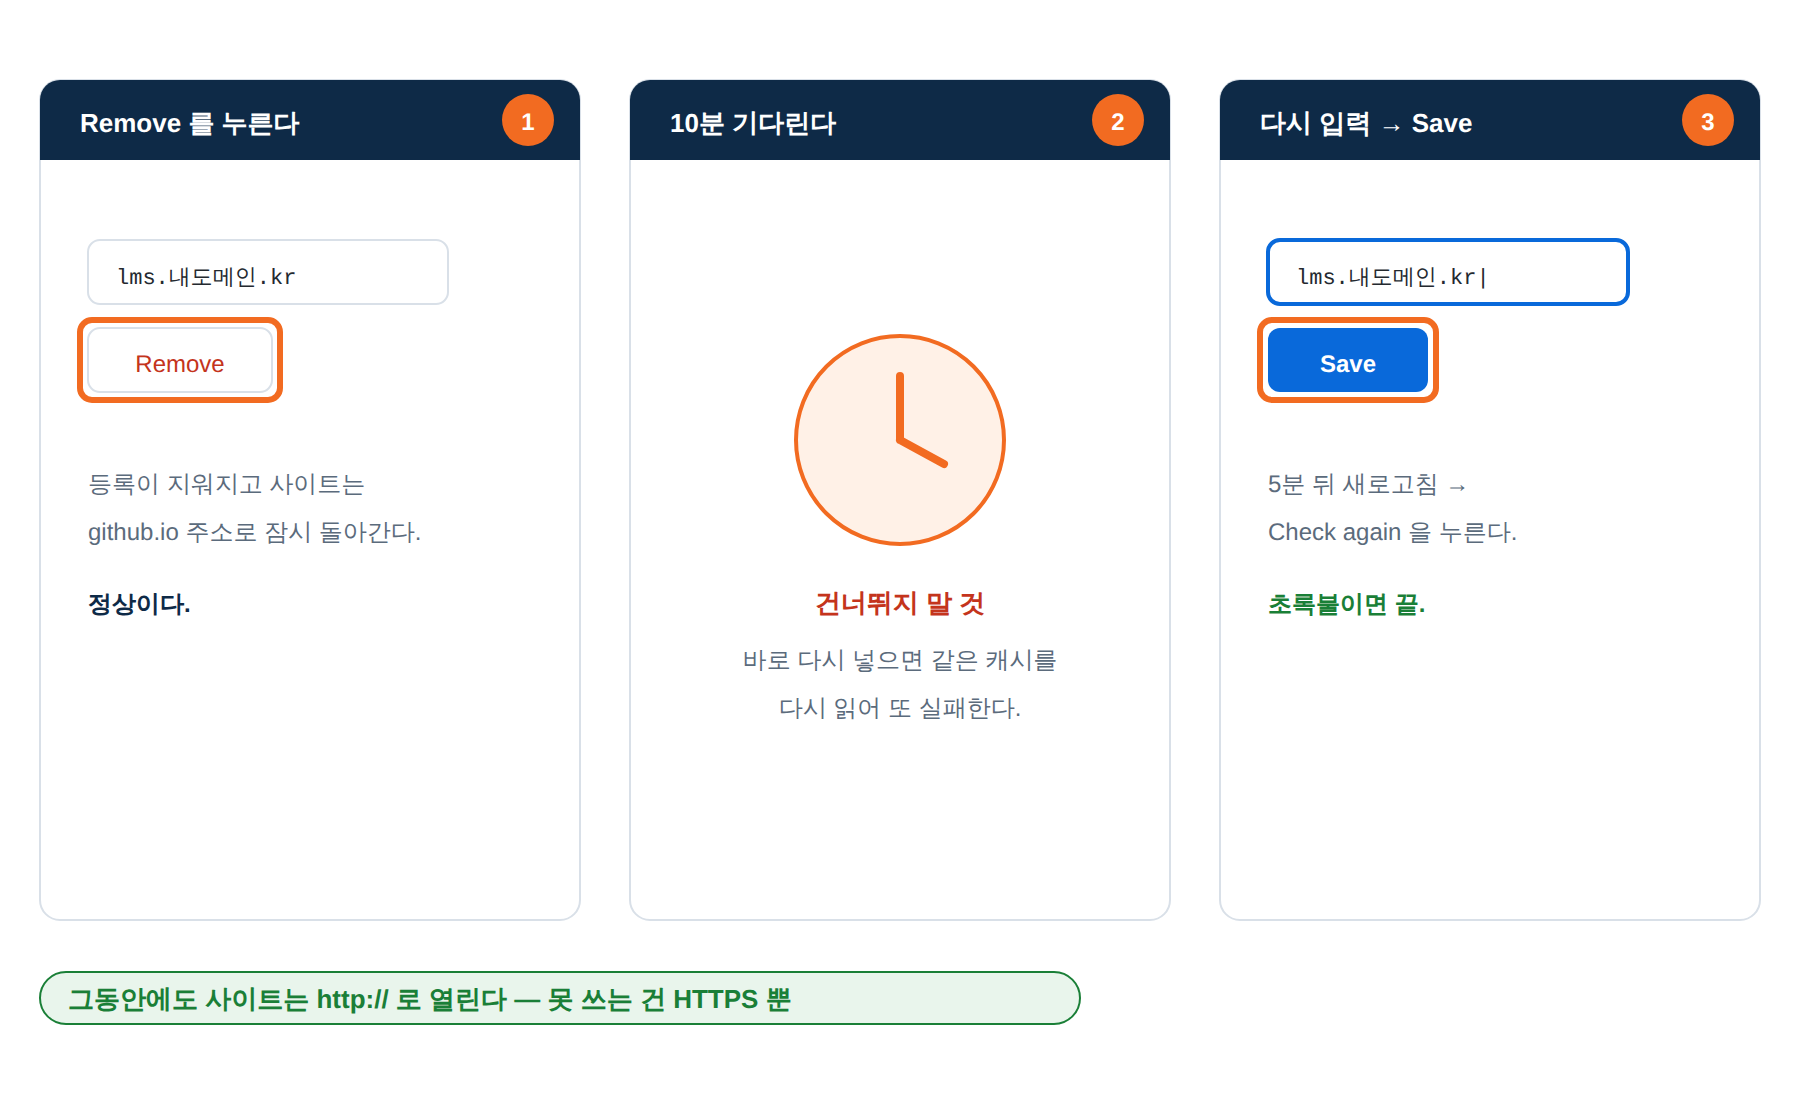 Remove 를 누른다
1
lms.내도메인.kr
Remove
등록이 지워지고 사이트는
github.io 주소로 잠시 돌아간다.
정상이다.
10분 기다린다
2
건너뛰지 말 것
바로 다시 넣으면 같은 캐시를
다시 읽어 또 실패한다.
다시 입력 → Save
3
lms.내도메인.kr|
Save
5분 뒤 새로고침 →
Check again 을 누른다.
초록불이면 끝.
그동안에도 사이트는 http:// 로 열린다 — 못 쓰는 건 HTTPS 뿐